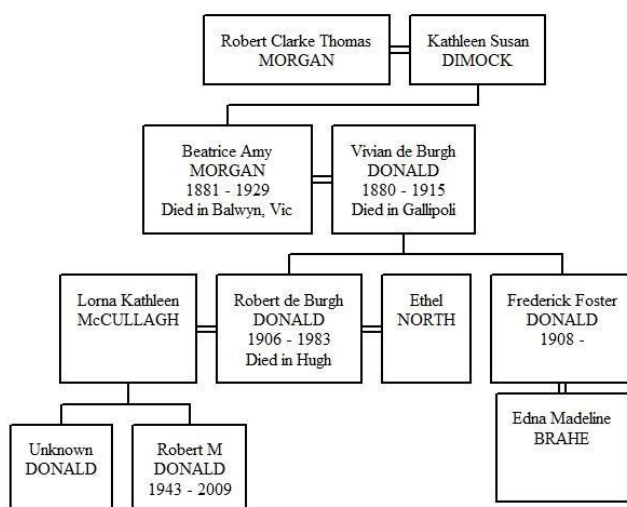 Robert Clarke Thomas
MORGAN
Kathleen Susan
DIMOCK
Beatrice Amy
MORGAN
1881 - 1929
Died in Balwyn, Vic
Vivian de Burgh
DONALD
1880 - 1915
Died in Gallipoli
Lorna Kathleen
McCULLAGH
Robert de Burgh
DONALD
1906 - 1983
Died in Hugh
Ethel
NORTH
Frederick Foster
DONALD
1908 -
Edna Madeline
BRAHE
Unknown
DONALD
Robert M
DONALD
1943 - 2009